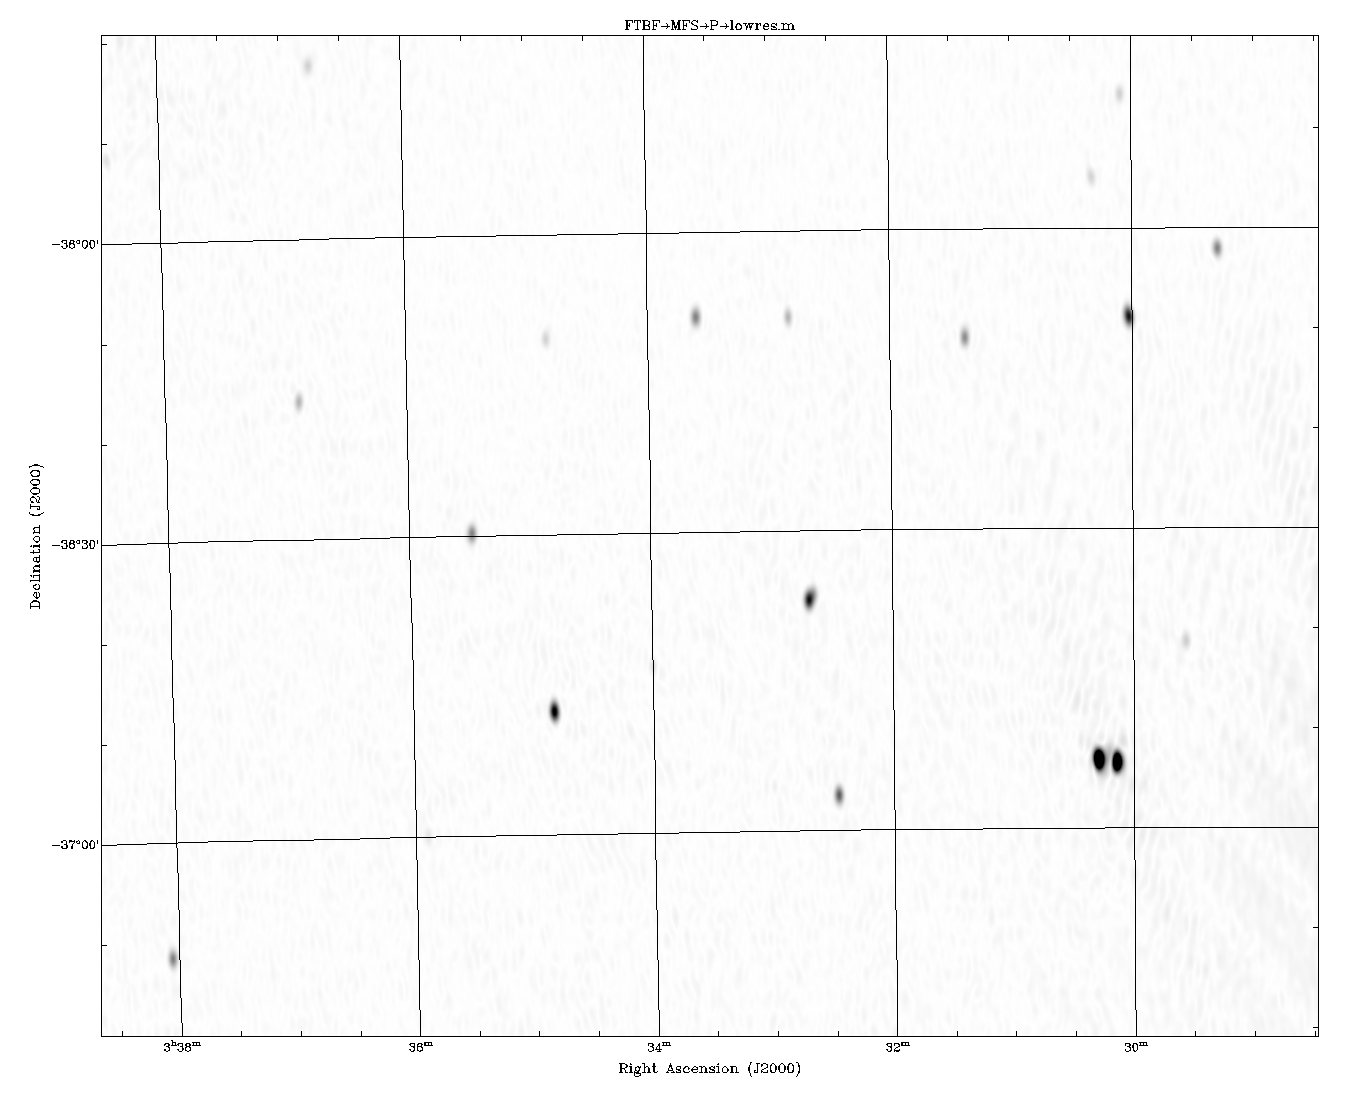 FTBF→MFS→P→lowres.m
−36°00'
−36°30'
−37°00'
Declination (J2000)
3ʰ38ᵐ 36ᵐ 34ᵐ 32ᵐ 30ᵐ
Right Ascension (J2000)